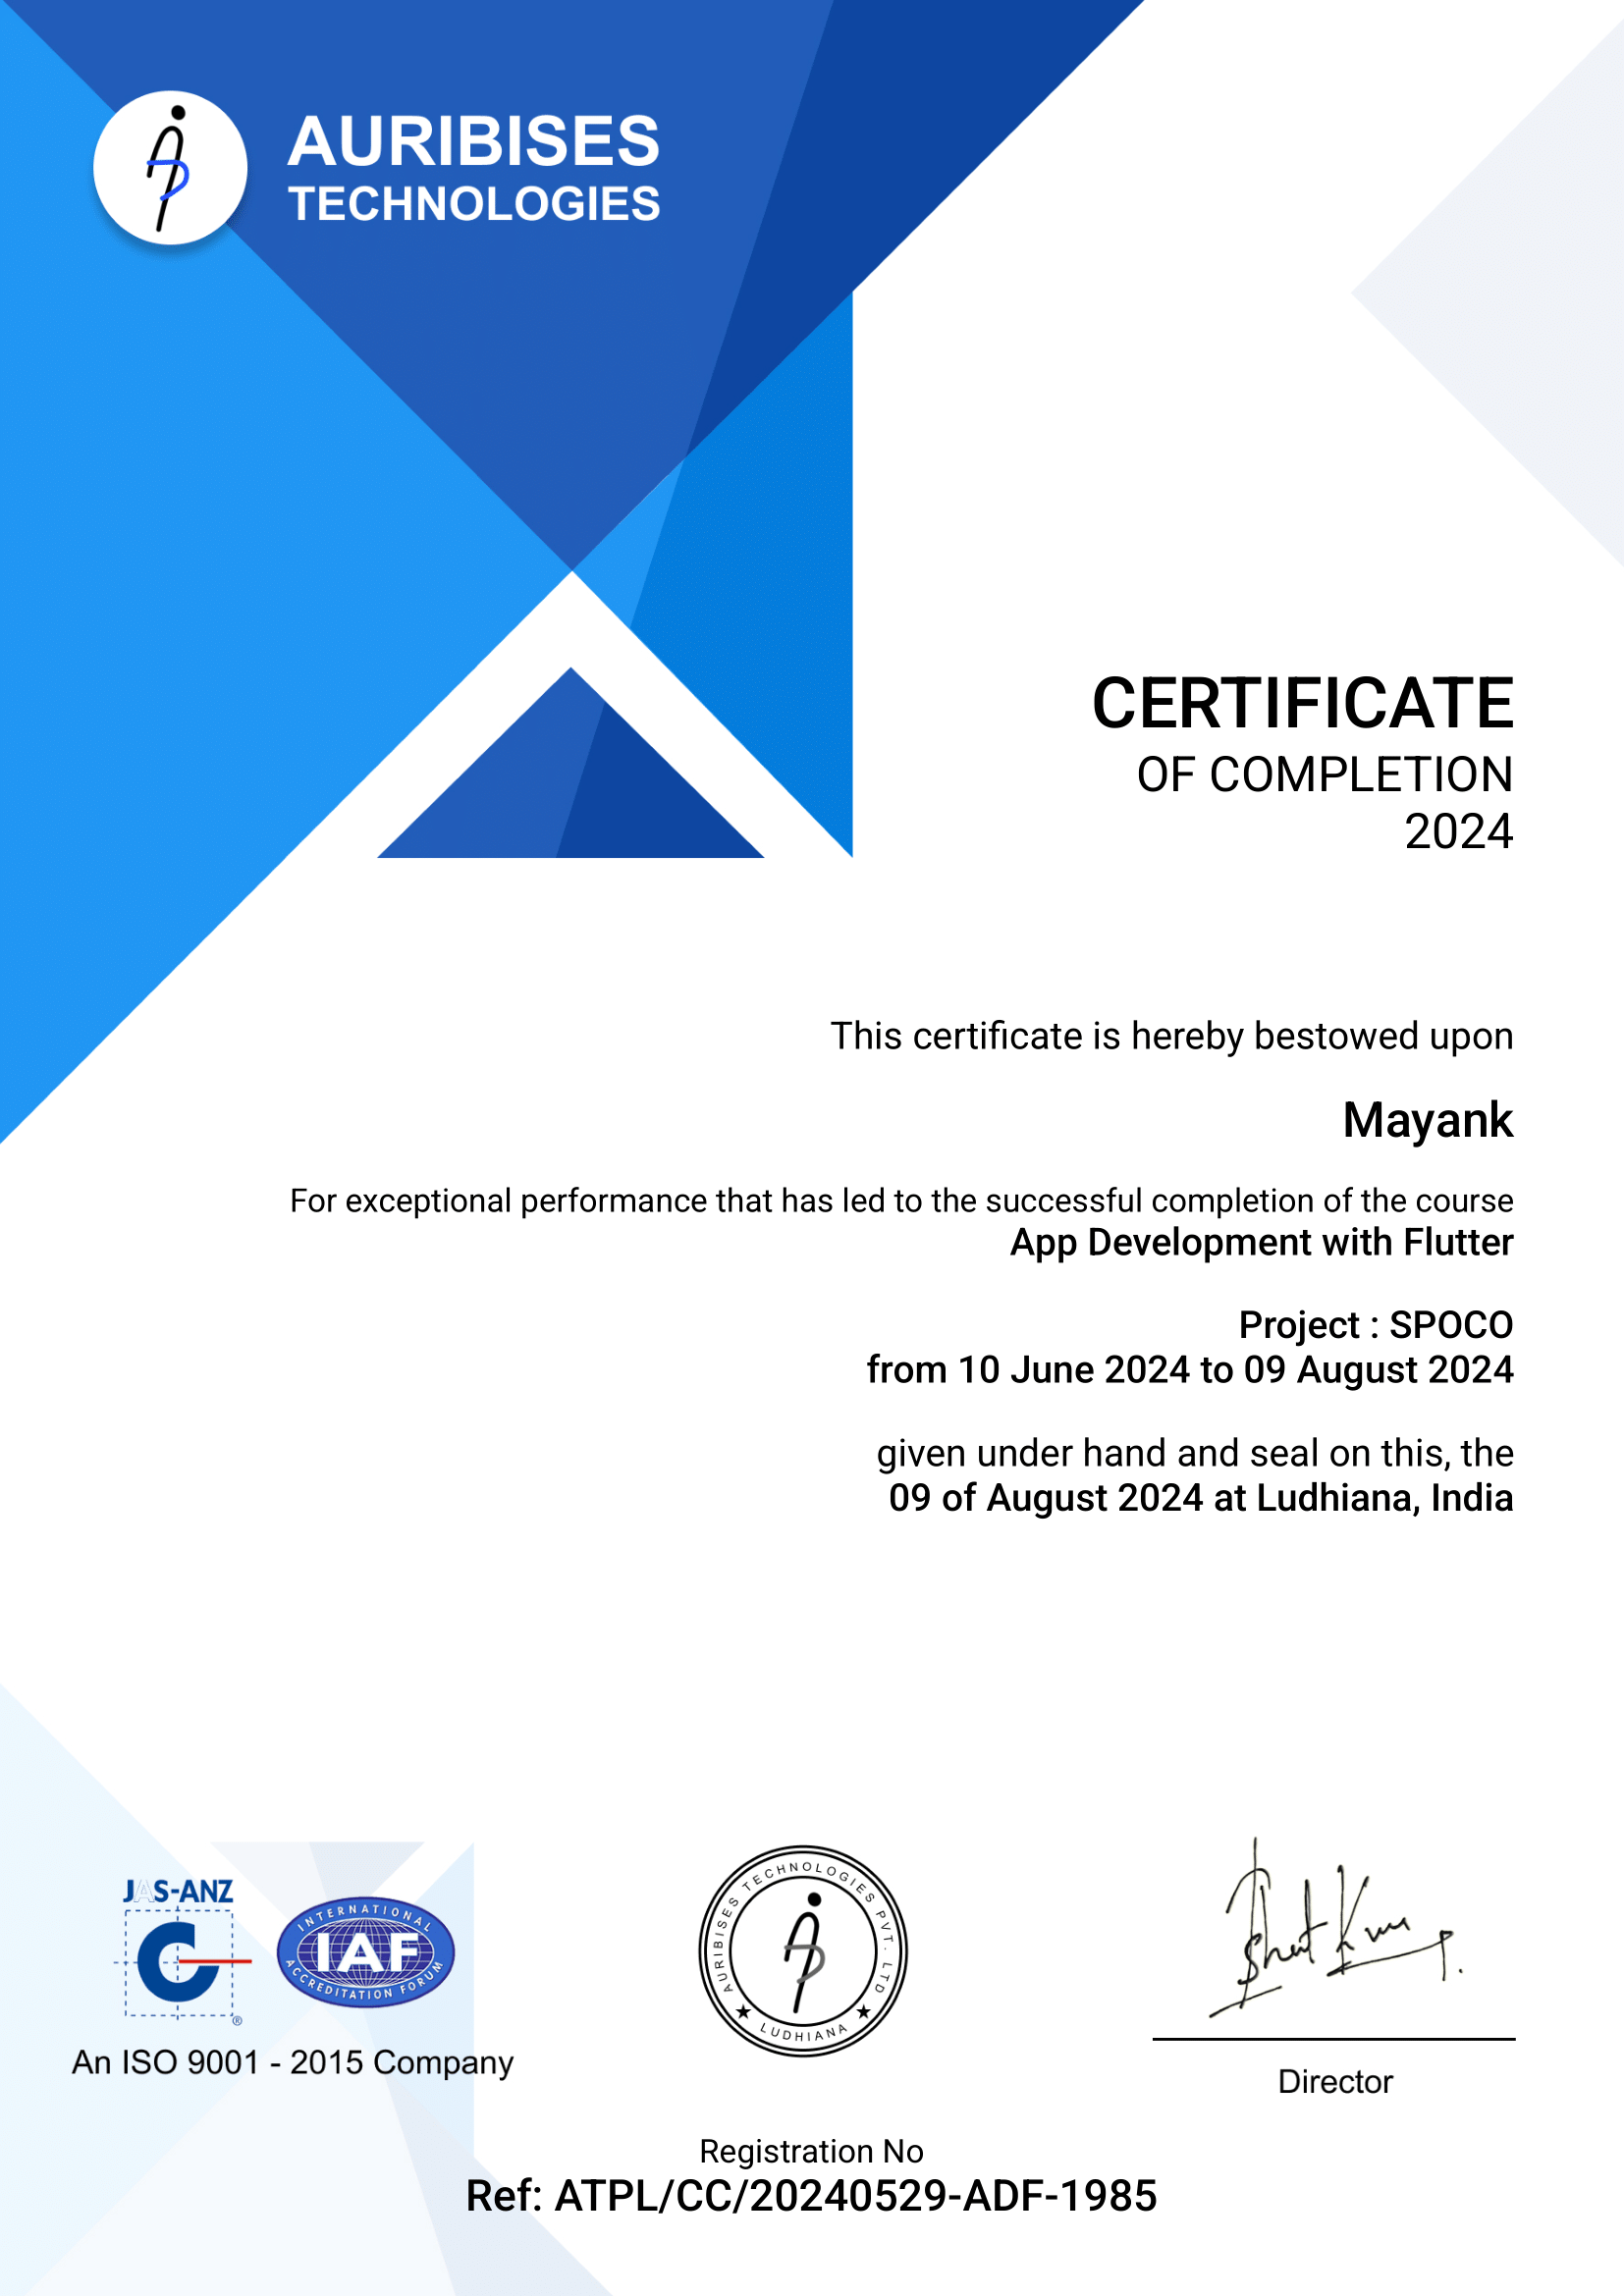 AURIBISES
TECHNOLOGIES
CERTIFICATE
OF COMPLETION
2024
This certificate is hereby bestowed upon
Mayank
For exceptional performance that has led to the successful completion of the course
App Development with Flutter
Project : SPOCO
from 10 June 2024 to 09 August 2024
given under hand and seal on this, the
09 of August 2024 at Ludhiana, India
JAS-ANZ
®
INTERNATIONAL
IAF
ACCREDITATION FORUM
An ISO 9001 - 2015 Company
AURIBISES TECHNOLOGIES PVT. LTD
★ LUDHIANA ★
Director
Registration No
Ref: ATPL/CC/20240529-ADF-1985